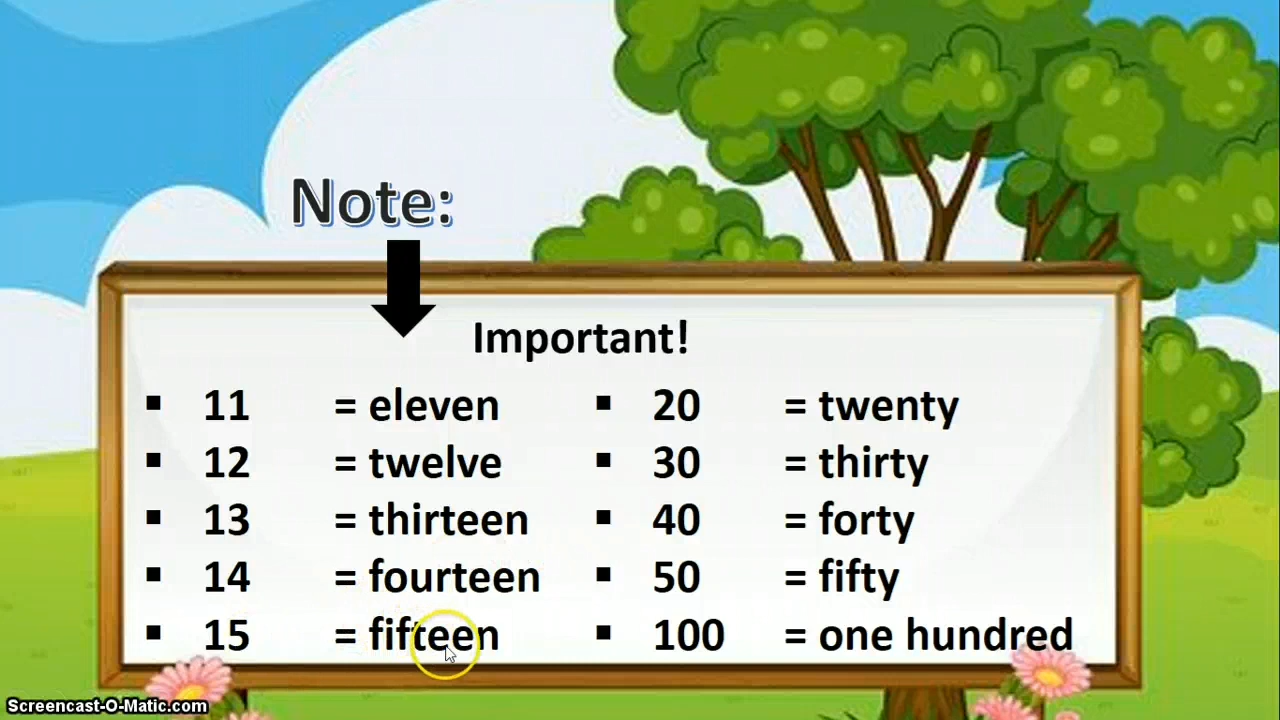 Note:
Important!
▪ 11 = eleven
▪ 12 = twelve
▪ 13 = thirteen
▪ 14 = fourteen
▪ 15 = fifteen
▪ 20 = twenty
▪ 30 = thirty
▪ 40 = forty
▪ 50 = fifty
▪ 100 = one hundred
Screencast-O-Matic.com